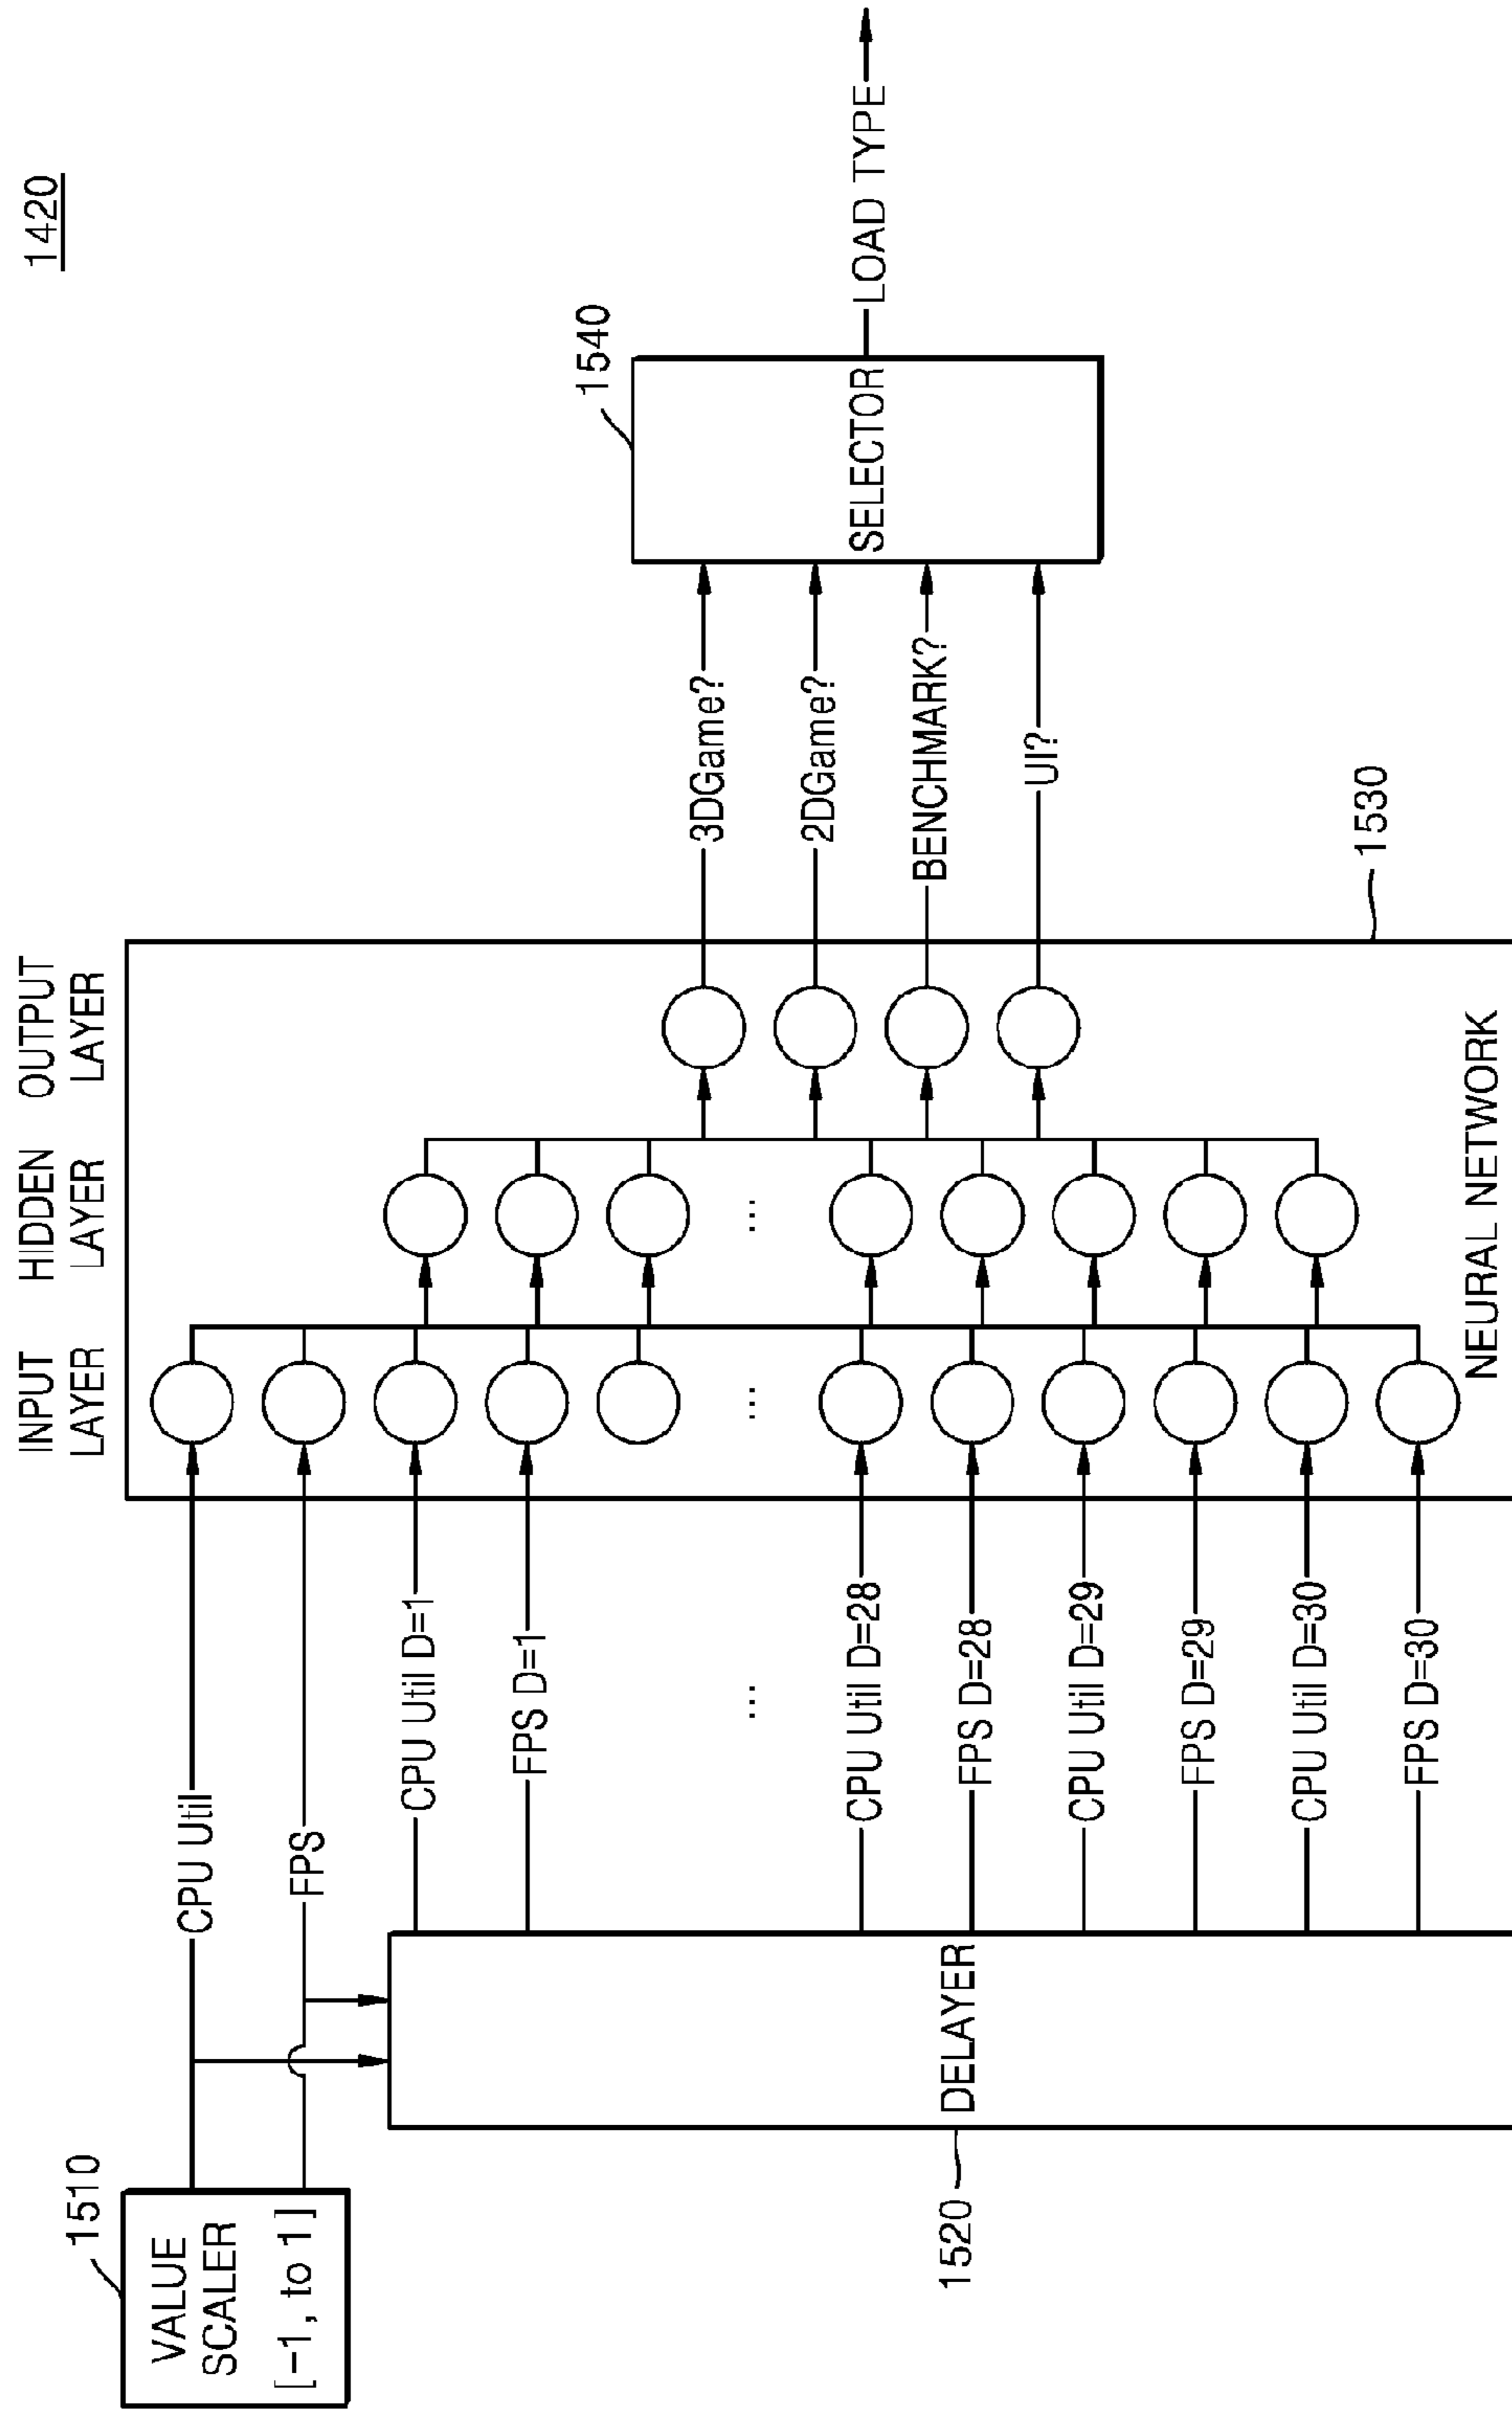 1420
1510
VALUE
SCALER
[-1, to 1]
CPU Util
FPS
1520
DELAYER
CPU Util D=1
FPS D=1
...
CPU Util D=28
FPS D=28
CPU Util D=29
FPS D=29
CPU Util D=30
FPS D=30
INPUT
LAYER
HIDDEN
LAYER
OUTPUT
LAYER
...
...
NEURAL NETWORK
1530
3DGame?
2DGame?
BENCHMARK?
UI?
1540
SELECTOR
LOAD TYPE